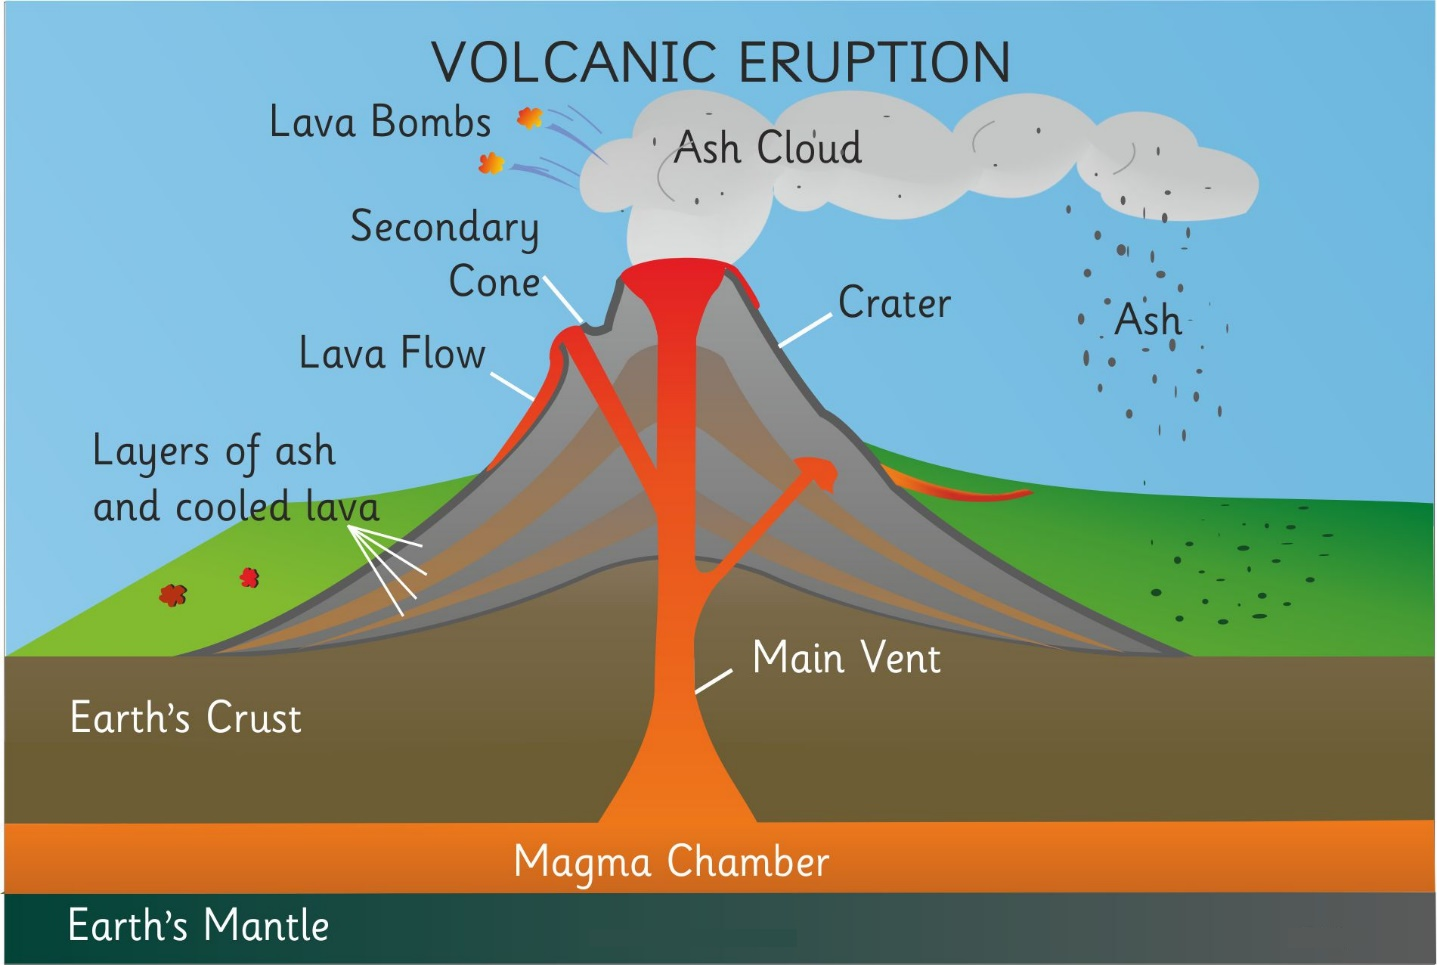 VOLCANIC ERUPTION
Lava Bombs
Ash Cloud
Secondary
Cone
Crater
Ash
Lava Flow
Layers of ash
and cooled lava
Main Vent
Earth's Crust
Magma Chamber
Earth's Mantle